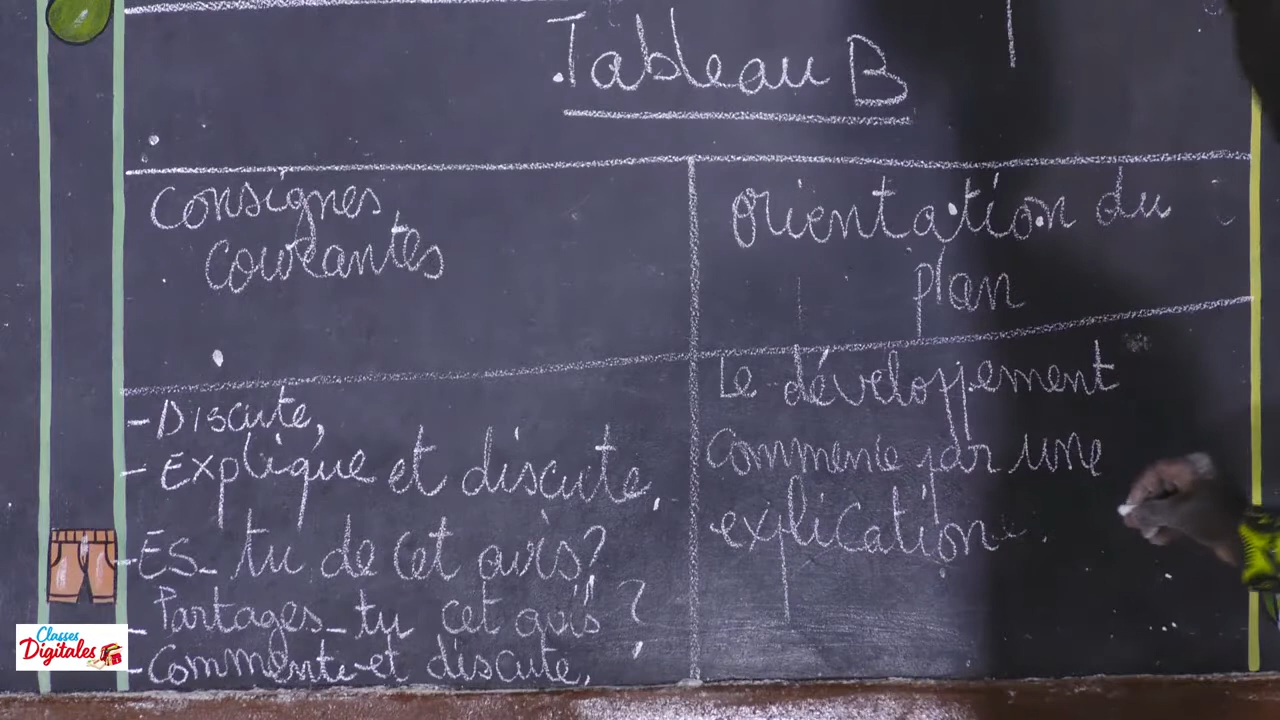 Tableau B
Consignes
courantes
orientation du
plan
- Discute,
- Explique et discute,
- ES-tu de cet avis?
- Partages-tu cet avis ?
- Commente et discute,
Le développement
commence par une
explication.
Classes
Digitales